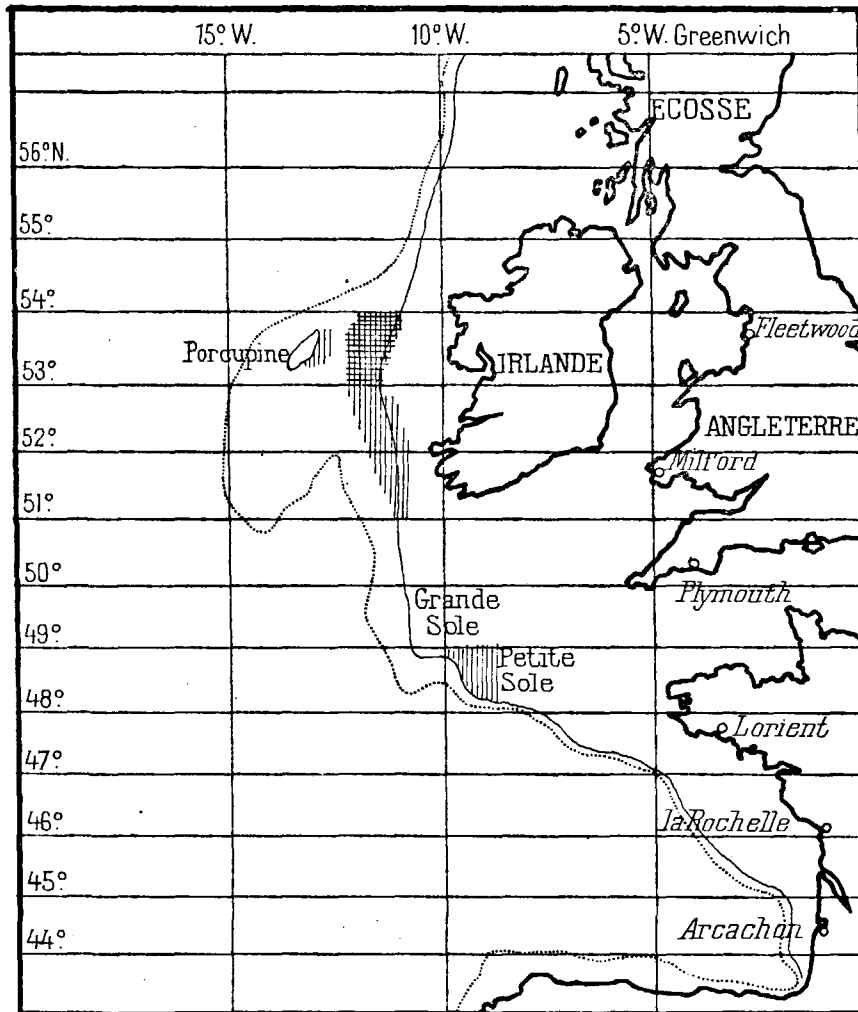 15°.W. 10°.W. 5°.W. Greenwich
ECOSSE
56°.N.
55°.
54°.
Fleetwood
Porcupine
IRLANDE
53°.
ANGLETERRE
52°.
Milford
51°.
50°.
Plymouth
Grande
Sole
49°.
Petite
Sole
48°.
Lorient
47°.
46°.
la Rochelle
45°.
Arcachon
44°.